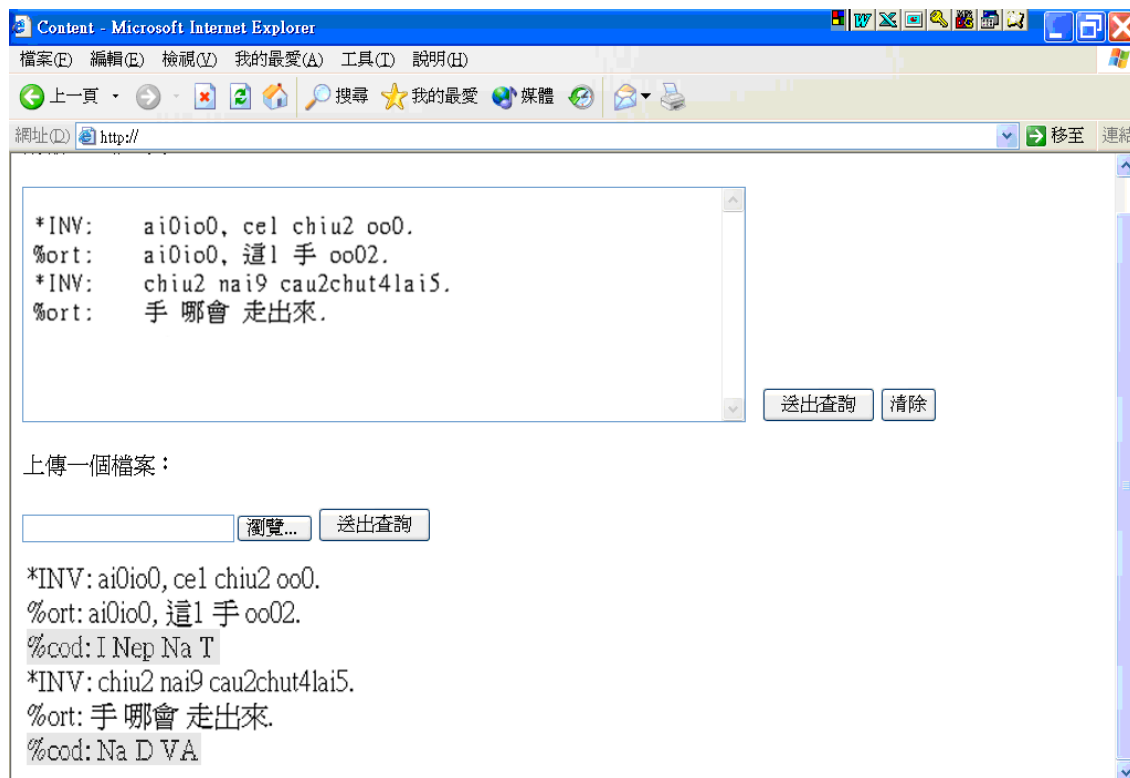 Content - Microsoft Internet Explorer
檔案(F) 編輯(E) 檢視(V) 我的最愛(A) 工具(T) 說明(H)
上一頁 搜尋 我的最愛 媒體
網址(D) http:// 移至 連結
*INV: ai0io0, ce1 chiu2 oo0.
%ort: ai0io0, 這1 手 oo02.
*INV: chiu2 nai9 cau2chut4lai5.
%ort: 手 哪會 走出來.
送出查詢 清除
上傳一個檔案：
瀏覽... 送出查詢
*INV: ai0io0, ce1 chiu2 oo0.
%ort: ai0io0, 這1 手 oo02.
%cod: I Nep Na T
*INV: chiu2 nai9 cau2chut4lai5.
%ort: 手 哪會 走出來.
%cod: Na D VA